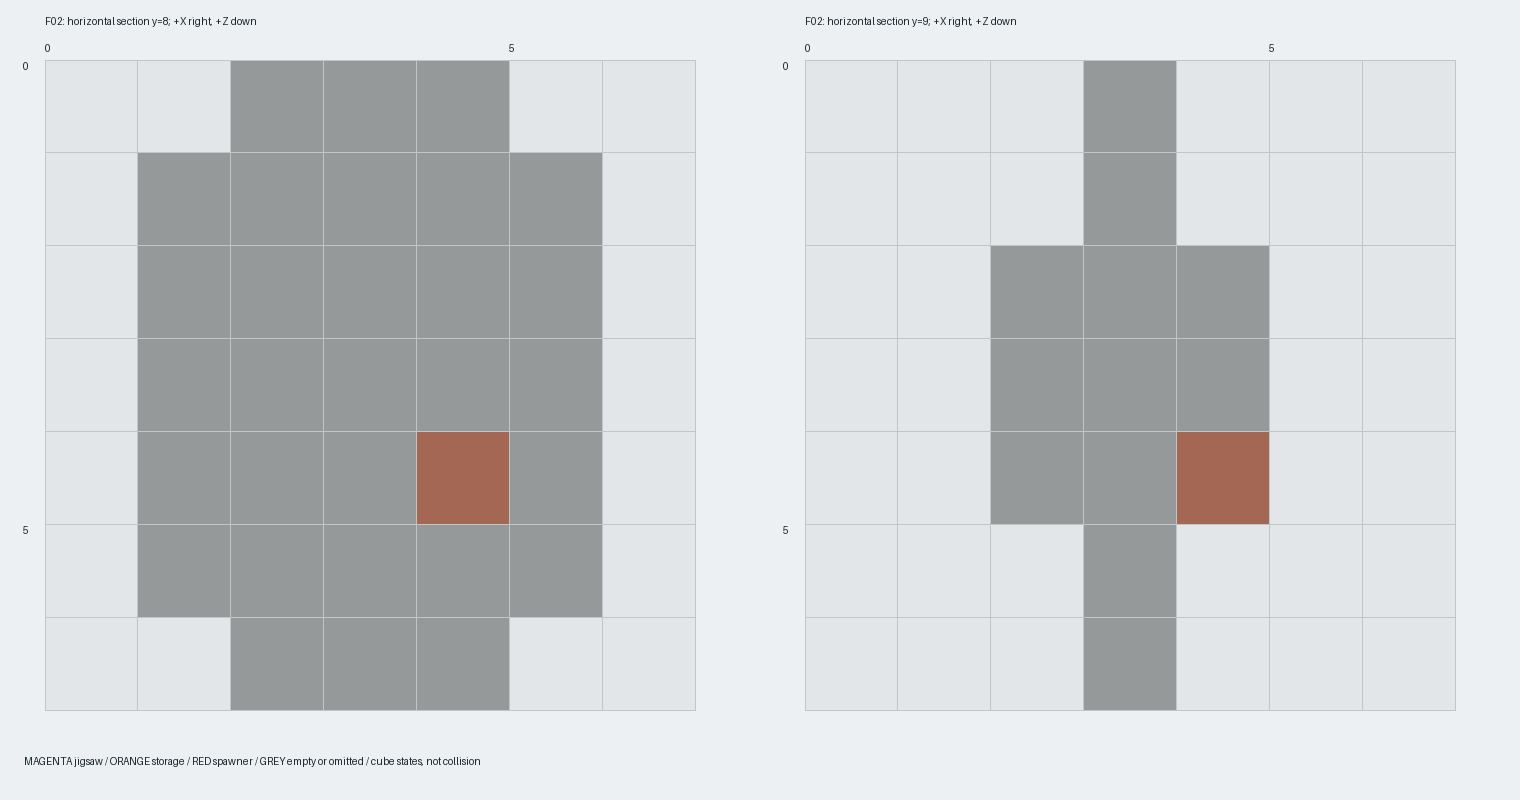 F02: horizontal section y=8; +X right, +Z down
F02: horizontal section y=9; +X right, +Z down
0 5
0 5
0
0
5
5
MAGENTA jigsaw / ORANGE storage / RED spawner / GREY empty or omitted / cube states, not collision